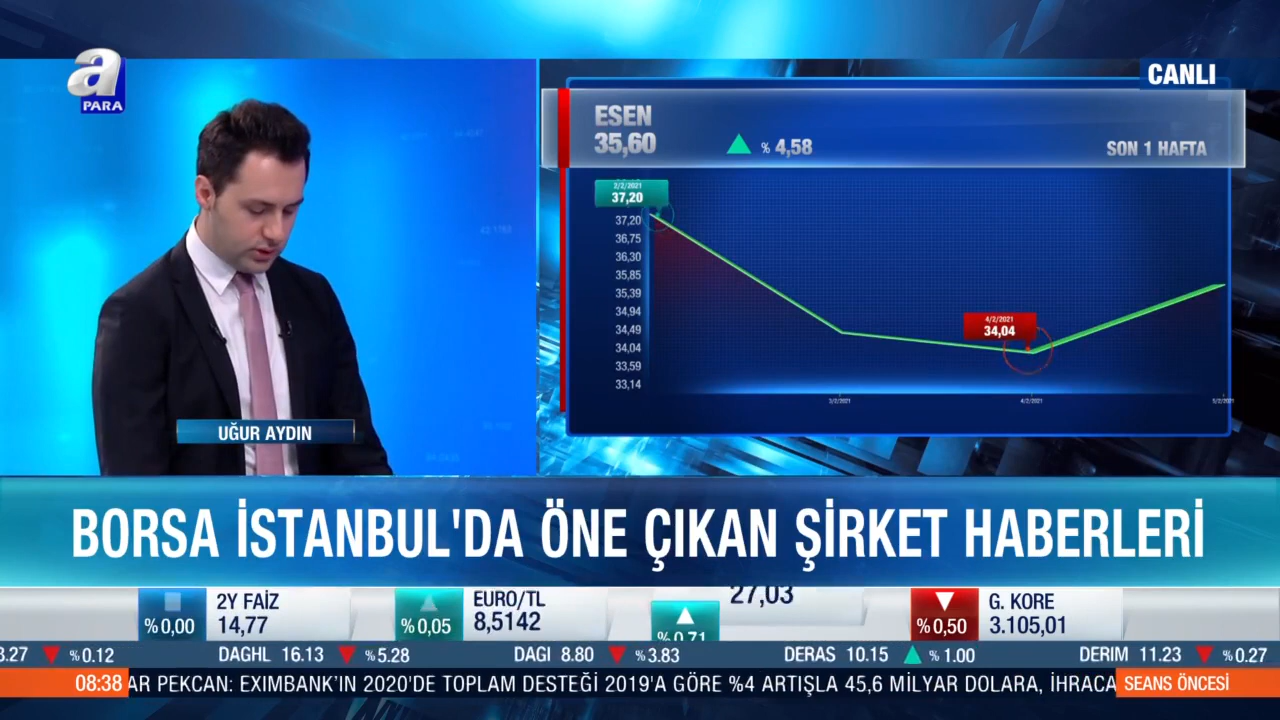 a
PARA
CANLI
ESEN
35,60
% 4,58
SON 1 HAFTA
2/2/2021
37,20
37,20
36,75
36,30
35,85
35,39
34,94
34,49
34,04
33,59
33,14
4/2/2021
34,04
3/2/2021
4/2/2021
5/2/2021
UĞUR AYDIN
BORSA İSTANBUL'DA ÖNE ÇIKAN ŞİRKET HABERLERİ
%0,00 2Y FAİZ 14,77
%0,05 EURO/TL 8,5142
%0,71 27,03
%0,50 G. KORE 3.105,01
3.27 %0.12 DAGHL 16.13 %5.28 DAGI 8.80 %3.83 DERAS 10.15 %1.00 DERIM 11.23 %0.27
08:38 AR PEKCAN: EXIMBANK'IN 2020'DE TOPLAM DESTEĞİ 2019'A GÖRE %4 ARTIŞLA 45,6 MİLYAR DOLARA, İHRACA SEANS ÖNCESİ